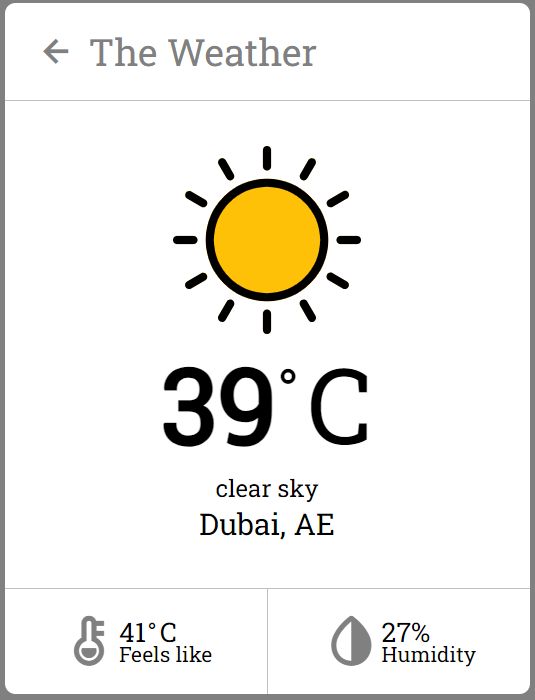 The Weather
39°C
clear sky
Dubai, AE
41°C
Feels like
27%
Humidity